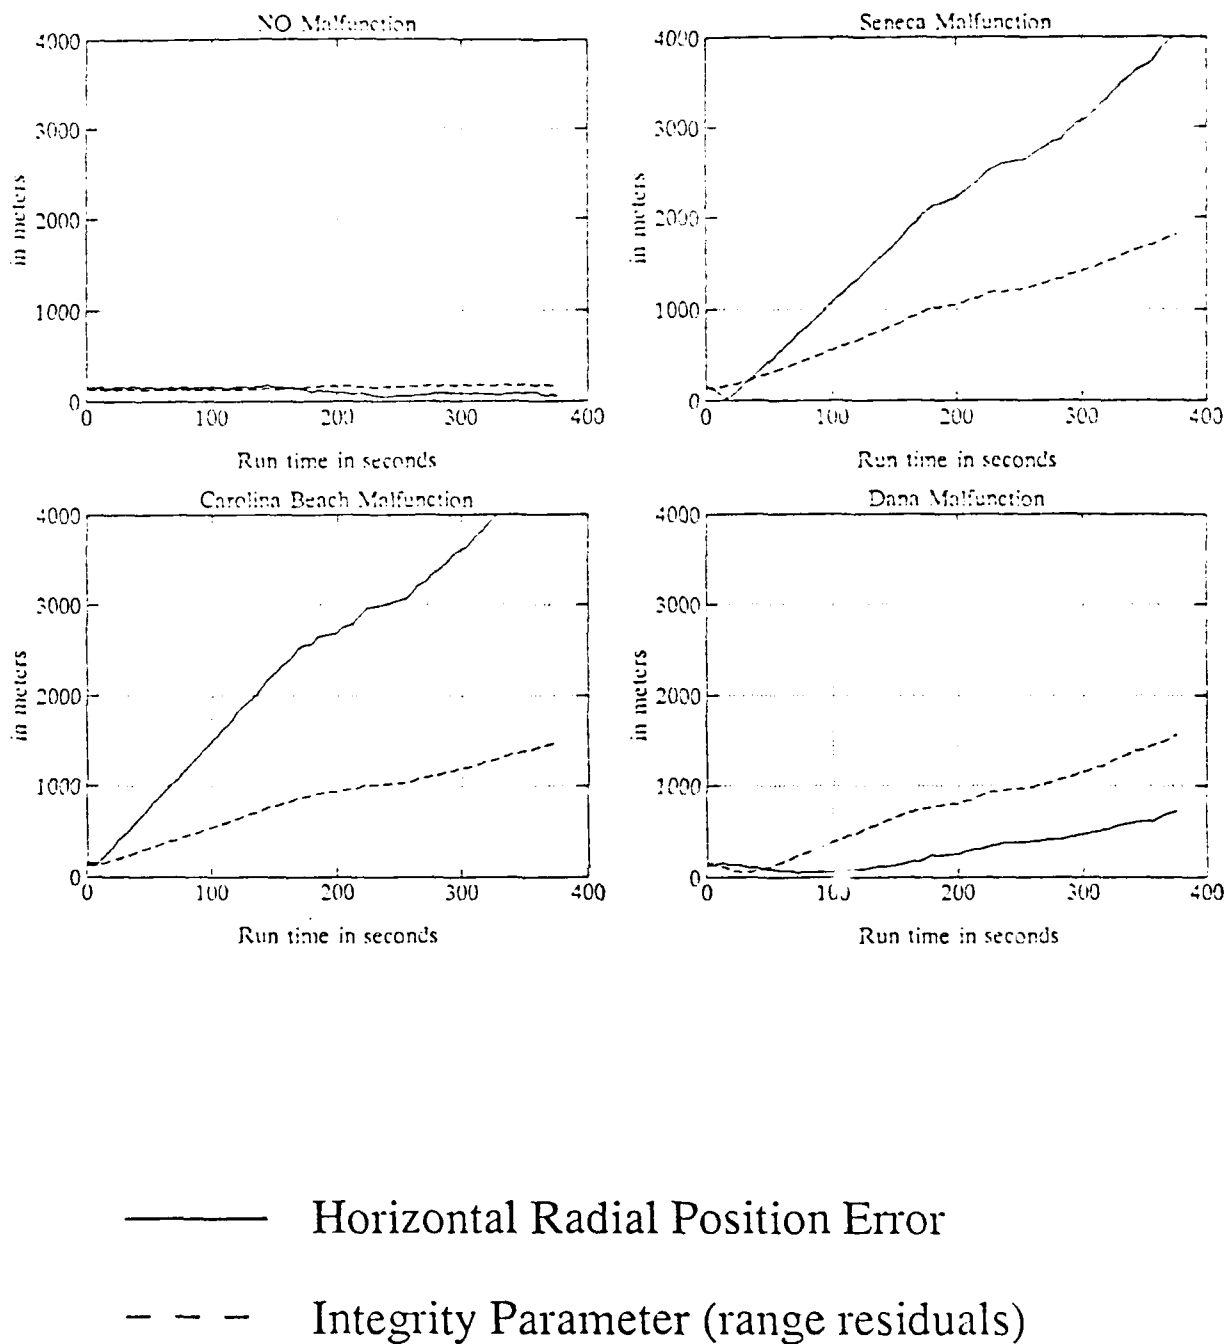 NO Malfunction
4000
3000
2000
1000
0
in meters
0 100 200 300 400
Run time in seconds
Seneca Malfunction
4000
3000
2000
1000
0
in meters
0 100 200 300 400
Run time in seconds
Carolina Beach Malfunction
4000
3000
2000
1000
0
in meters
0 100 200 300 400
Run time in seconds
Dana Malfunction
4000
3000
2000
1000
0
in meters
0 100 200 300 400
Run time in seconds
Horizontal Radial Position Error
Integrity Parameter (range residuals)